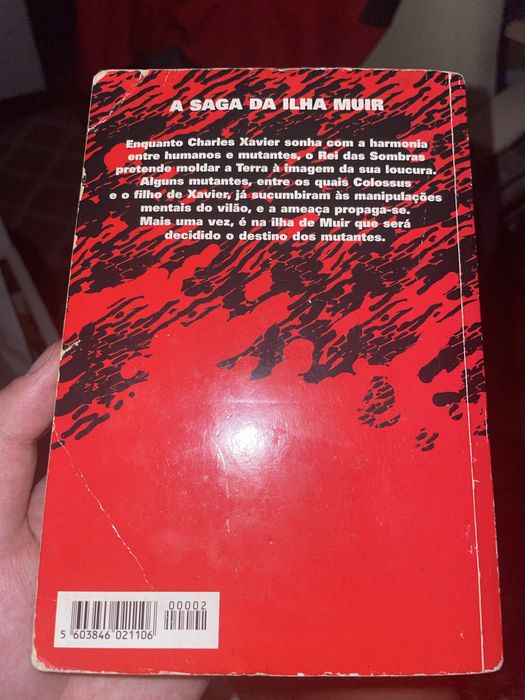 A SAGA DA ILHA MUIR
Enquanto Charles Xavier sonha com a harmonia
entre humanos e mutantes, o Rei das Sombras
pretende moldar a Terra à imagem da sua loucura.
Alguns mutantes, entre os quais Colossus
e o filho de Xavier, já sucumbiram às manipulações
mentais do vilão, e a ameaça propaga-se.
Mais uma vez, é na ilha de Muir que será
decidido o destino dos mutantes.
00002
5 603846 021106